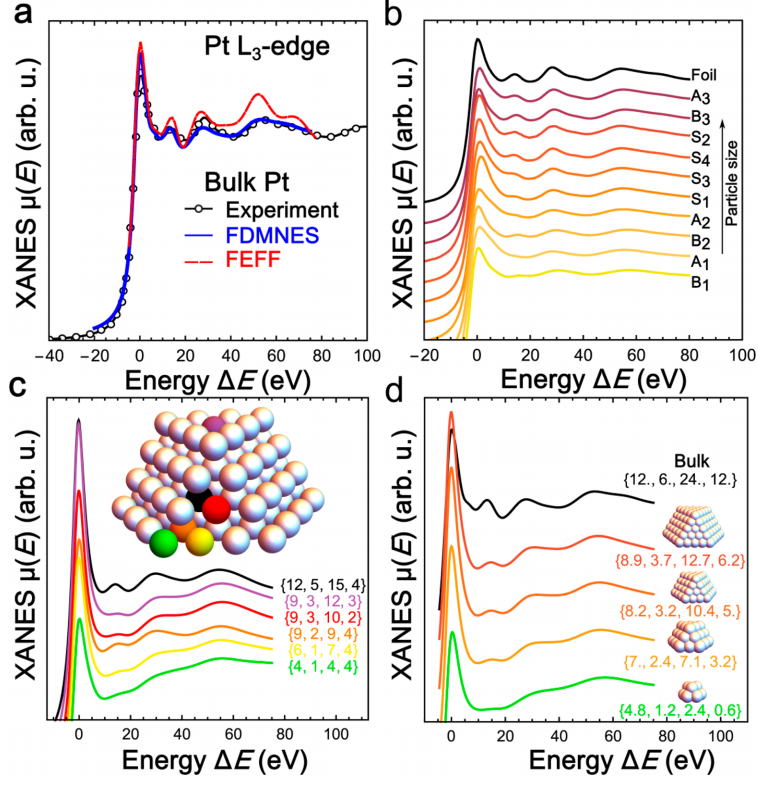 a
Pt L₃-edge
Bulk Pt
Experiment
FDMNES
FEFF
XANES μ(E) (arb. u.)
−40 −20 0 20 40 60 80 100
Energy ΔE (eV)
b
Foil
A₃
B₃
S₂
S₄
S₃
S₁
A₂
B₂
A₁
B₁
Particle size
XANES μ(E) (arb. u.)
−20 0 20 40 60 80 100
Energy ΔE (eV)
c
{12, 5, 15, 4}
{9, 3, 12, 3}
{9, 3, 10, 2}
{9, 2, 9, 4}
{6, 1, 7, 4}
{4, 1, 4, 4}
XANES μ(E) (arb. u.)
0 20 40 60 80 100
Energy ΔE (eV)
d
Bulk
{12., 6., 24., 12.}
{8.9, 3.7, 12.7, 6.2}
{8.2, 3.2, 10.4, 5.}
{7., 2.4, 7.1, 3.2}
{4.8, 1.2, 2.4, 0.6}
XANES μ(E) (arb. u.)
0 20 40 60 80 100
Energy ΔE (eV)